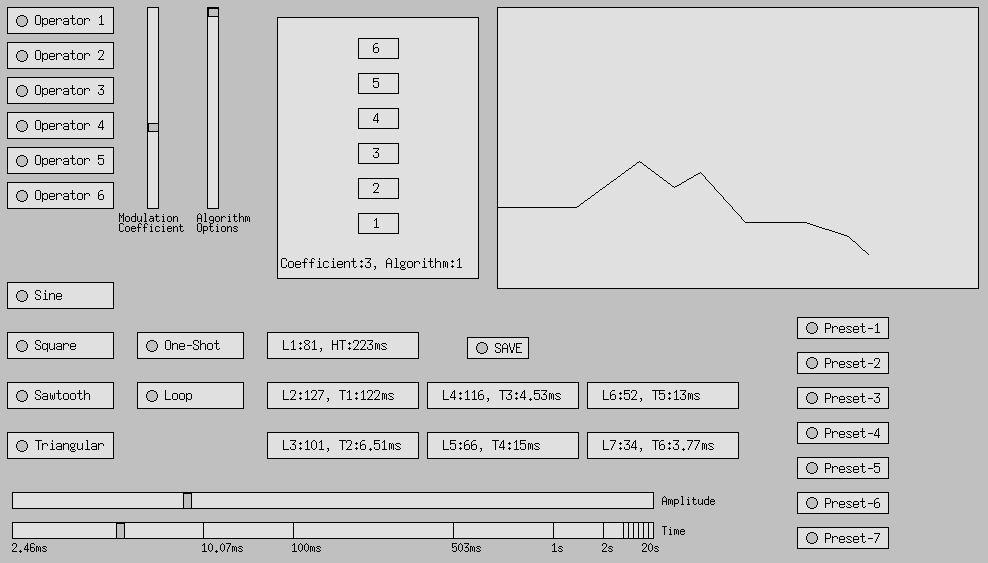 Operator 1
Operator 2
Operator 3
Operator 4
Operator 5
Operator 6
Modulation
Coefficient
Algorithm
Options
6
5
4
3
2
1
Coefficient:3, Algorithm:1
Sine
Square
One-Shot
L1:81, HT:223ms
SAVE
Sawtooth
Loop
L2:127, T1:122ms
L4:116, T3:4.53ms
L6:52, T5:13ms
Triangular
L3:101, T2:6.51ms
L5:66, T4:15ms
L7:34, T6:3.77ms
Preset-1
Preset-2
Preset-3
Preset-4
Preset-5
Preset-6
Preset-7
Amplitude
Time
2.46ms
10.07ms
100ms
503ms
1s
2s
20s